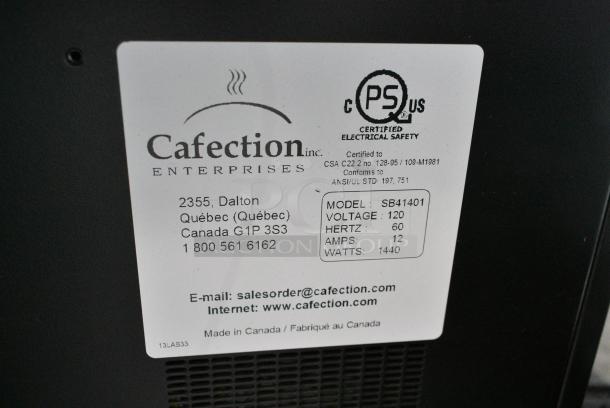 Cafection inc.
ENTERPRISES
C PS US
CERTIFIED
ELECTRICAL SAFETY
Certified to
CSA C22.2 no. 128-95 / 109-M1981
Conforms to
ANSI/UL STD. 197, 751
2355, Dalton
Québec (Québec)
Canada G1P 3S3
1 800 561 6162
MODEL : SB41401
VOLTAGE : 120
HERTZ : 60
AMPS: 12
WATTS: 1440
E-mail: salesorder@cafection.com
Internet: www.cafection.com
Made in Canada / Fabriqué au Canada
13LAS33